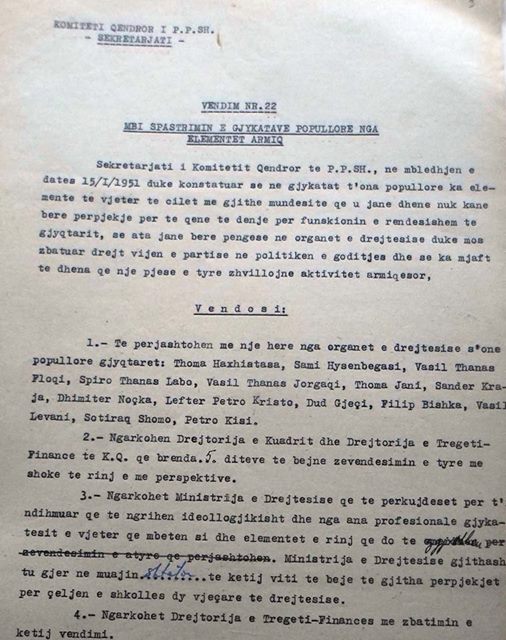 KOMITETI QENDROR I P.P.SH.
- SEKRETARJATI -
VENDIM NR.22
MBI SPASTRIMIN E GJYKATAVE POPULLORE NGA
ELEMENTET ARMIQ
Sekretarjati i Komitetit Qendror te P.P.SH., ne mbledhjen e
dates 15/I/1951 duke konstatuar se ne gjykatat t'ona popullore ka ele-
mente te vjeter te cilet me gjithe mundesite qe u jane dhene nuk kane
bere perpjekje per te qene te denje per funskionin e rendesishem te
gjyqtarit, se ata jane bere pengese ne organet e drejtesise duke mos
zbatuar drejt vijen e partise ne politiken e goditjes dhe se ka mjaft
te dhena qe nje pjese e tyre zhvillojne aktivitet armiqesor,
V e n d o s i :
1.- Te perjashtohen me nje here nga organet e drejtesise s'one
popullore gjyqtaret: Thoma Haxhistasa, Sami Hysenbegasi, Vasil Thanas
Floqi, Spiro Thanas Labo, Vasil Thanas Jorgaqi, Thoma Jani, Sander Kra-
ja, Dhimiter Noçka, Lefter Petro Kristo, Dud Gjeçi, Filip Bishka, Vasil
Levani, Sotiraq Shomo, Petro Kisi.
2.- Ngarkohen Drejtorija e Kuadrit dhe Drejtorija e Tregeti-
Finance te K.Q. qe brenda.5. diteve te bejne zevendesimin e tyre me
shoke te rinj e me perspektive.
3.- Ngarkohet Ministrija e Drejtesise qe te perkujdeset per t'
ndihmuar qe te ngrihen ideollogjikisht dhe nga ana profesionale gjyka-
tesit e vjeter qe mbeten si dhe elementet e rinj qe do te per
zevendesimin e atyre qe perjashtohen. Ministrija e Drejtesise gjithash
tu gjer ne muajin te ketij viti te beje te gjitha perpjekjet
per çeljen e shkolles dy vjeçare te drejtesise.
4.- Ngarkohet Drejtorija e Tregeti-Finances me zbatimin e
ketij vendimi.